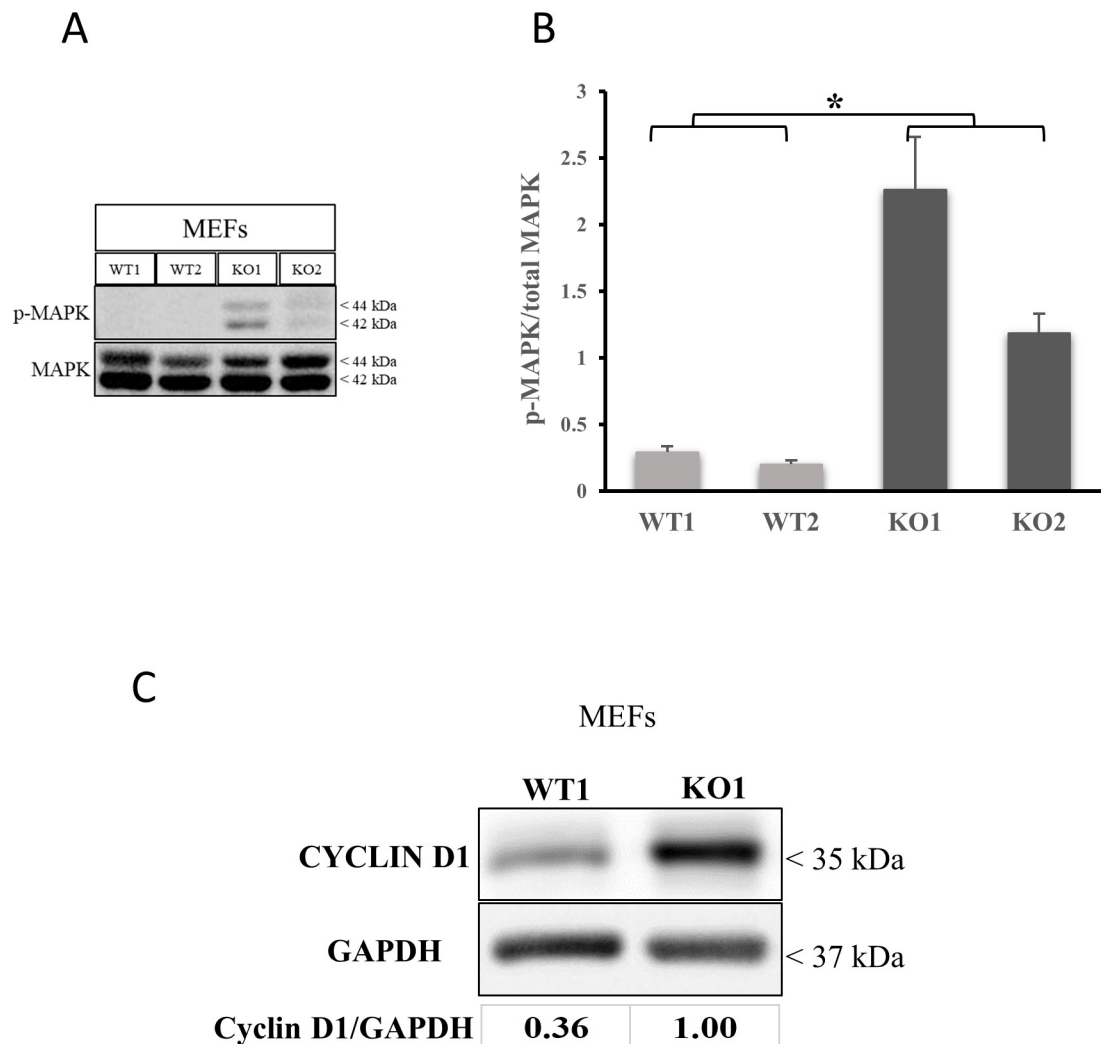 A
MEFs
WT1 WT2 KO1 KO2
p-MAPK
< 44 kDa
< 42 kDa
MAPK
< 44 kDa
< 42 kDa
B
p-MAPK/total MAPK
3
2.5
2
1.5
1
0.5
0
*
WT1 WT2 KO1 KO2
C
MEFs
WT1 KO1
CYCLIN D1 < 35 kDa
GAPDH < 37 kDa
Cyclin D1/GAPDH 0.36 1.00